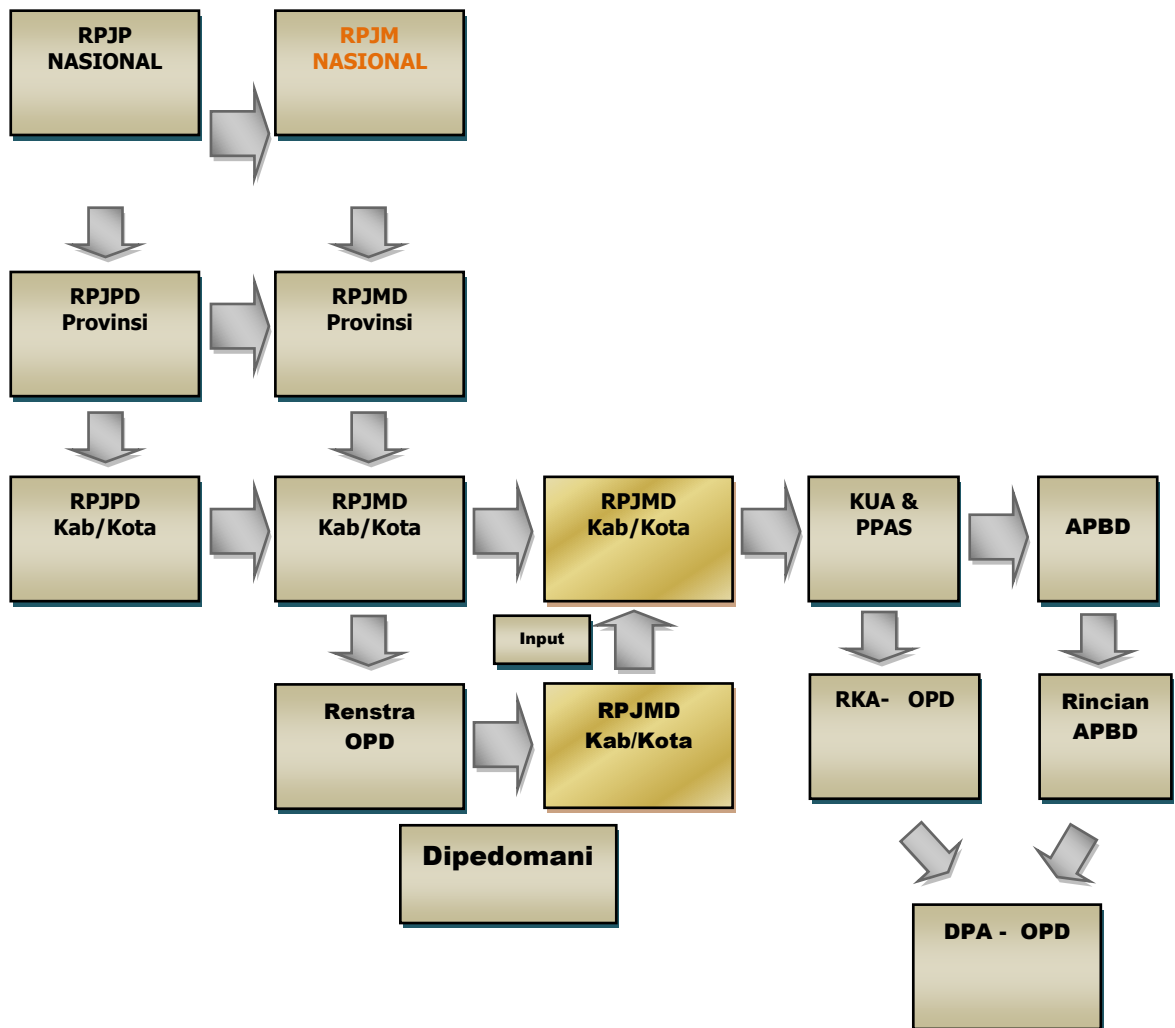 RPJP
NASIONAL
RPJM
NASIONAL
RPJPD
Provinsi
RPJMD
Provinsi
RPJPD
Kab/Kota
RPJMD
Kab/Kota
RPJMD
Kab/Kota
KUA &
PPAS
APBD
Input
Renstra
OPD
RPJMD
Kab/Kota
RKA- OPD
Rincian
APBD
Dipedomani
DPA - OPD